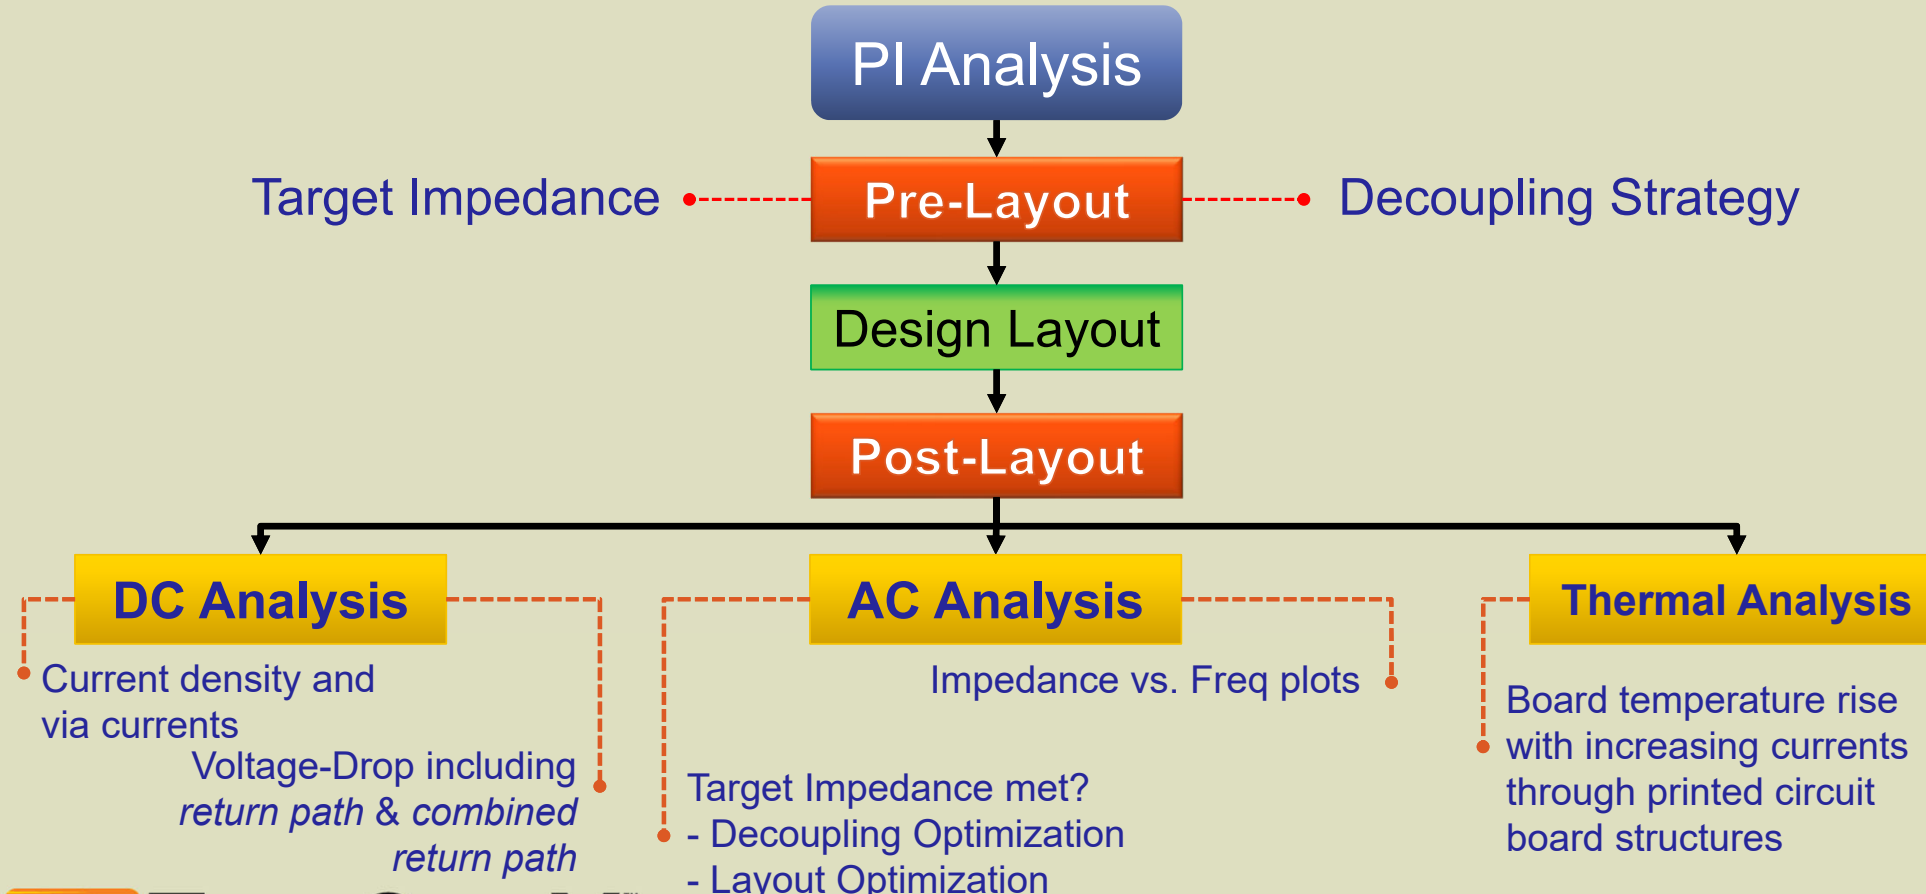 PI Analysis
Target Impedance
Pre-Layout
Decoupling Strategy
Design Layout
Post-Layout
DC Analysis
AC Analysis
Thermal Analysis
Current density and
via currents
Voltage-Drop including
return path & combined
return path
Impedance vs. Freq plots
Target Impedance met?
- Decoupling Optimization
- Layout Optimization
Board temperature rise
with increasing currents
through printed circuit
board structures